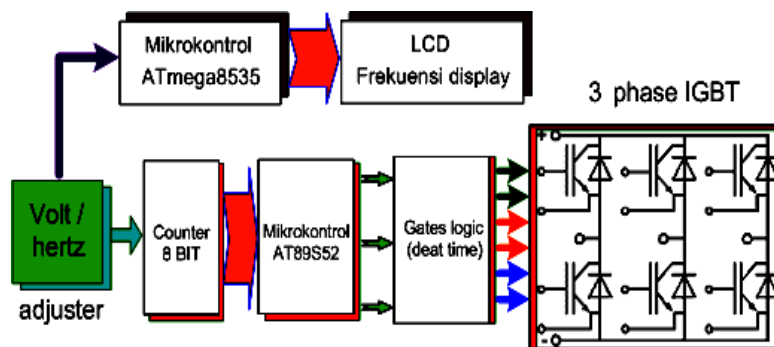 Mikrokontrol
ATmega8535
LCD
Frekuensi display
3 phase IGBT
Volt /
hertz
adjuster
Counter
8 BIT
Mikrokontrol
AT89S52
Gates logic
(deat time)
+
-